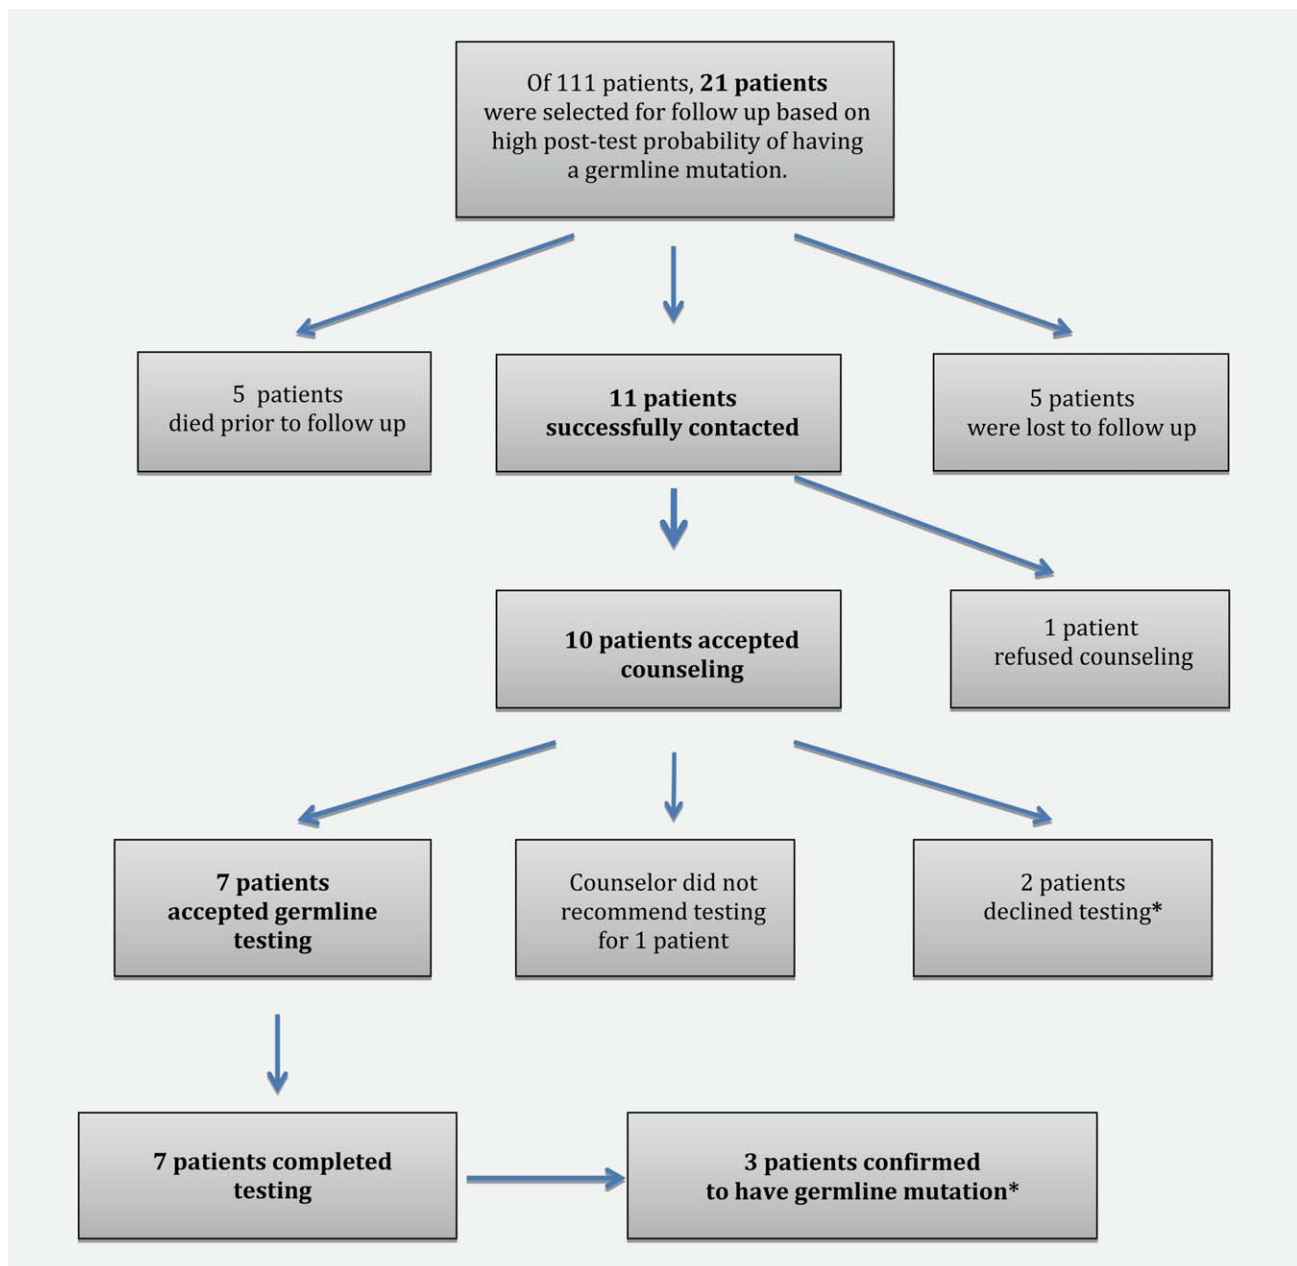 Of 111 patients, 21 patients
were selected for follow up based on
high post-test probability of having
a germline mutation.
5 patients
died prior to follow up
11 patients
successfully contacted
5 patients
were lost to follow up
10 patients accepted
counseling
1 patient
refused counseling
7 patients
accepted germline
testing
Counselor did not
recommend testing
for 1 patient
2 patients
declined testing*
7 patients completed
testing
3 patients confirmed
to have germline mutation*